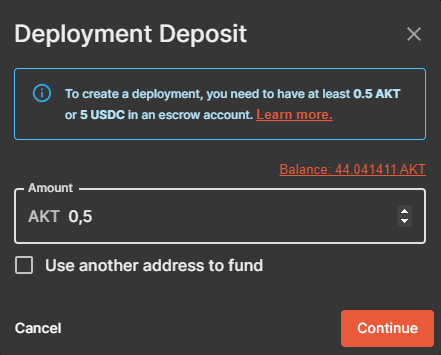 Deployment Deposit
To create a deployment, you need to have at least 0.5 AKT
or 5 USDC in an escrow account. Learn more.
Balance: 44.041411 AKT
Amount
AKT 0,5
Use another address to fund
Cancel
Continue